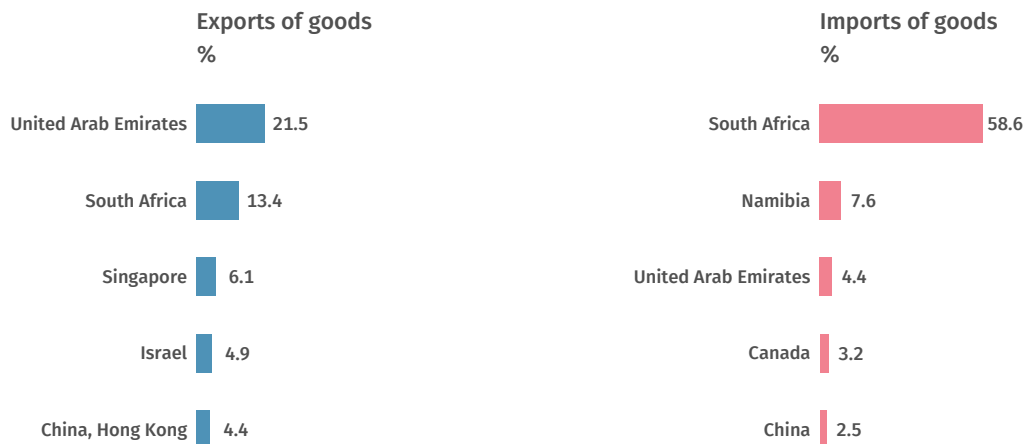 Exports of goods
%
United Arab Emirates 21.5
South Africa 13.4
Singapore 6.1
Israel 4.9
China, Hong Kong 4.4
Imports of goods
%
South Africa 58.6
Namibia 7.6
United Arab Emirates 4.4
Canada 3.2
China 2.5